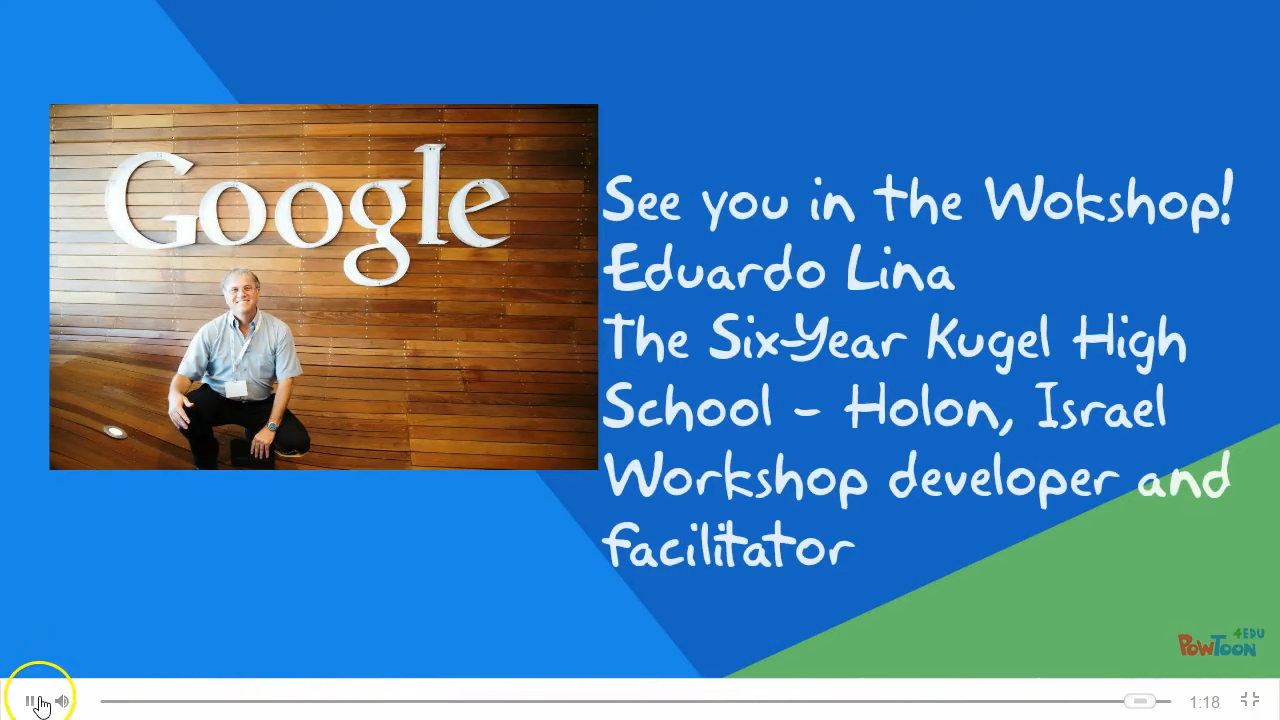 Google
See you in the Wokshop!
Eduardo Lina
The Six-Year Kugel High
School - Holon, Israel
Workshop developer and
facilitator
4EDU
PowToon
1:18